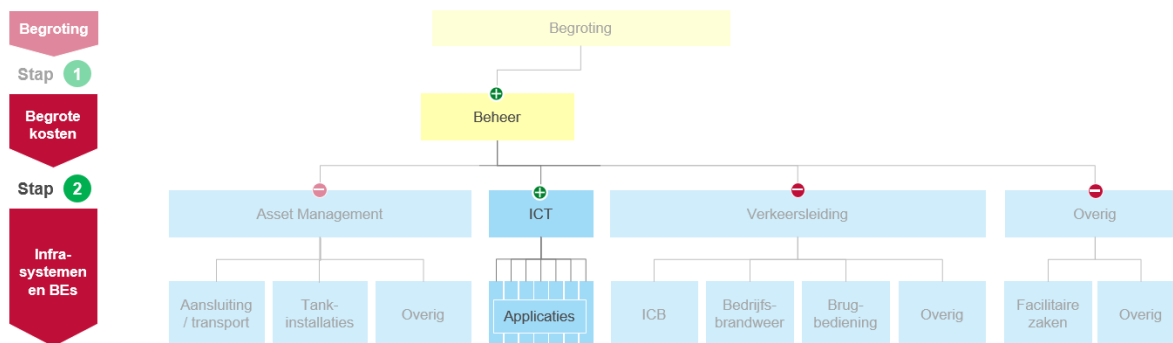 Begroting
Begroting
Stap 1
Begrote
kosten
Beheer
Stap 2
Asset Management
ICT
Verkeersleiding
Overig
Infra-
systemen
en BEs
Aansluiting
/ transport
Tank-
installaties
Overig
Applicaties
ICB
Bedrijfs-
brandweer
Brug-
bediening
Overig
Facilitaire
zaken
Overig